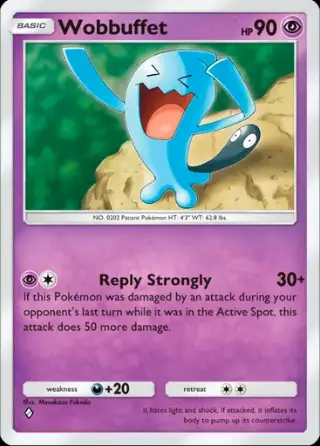 BASIC Wobbuffet HP 90
NO. 0202 Patient Pokémon HT: 4'3" WT: 62.8 lbs.
Reply Strongly 30+
If this Pokémon was damaged by an attack during your
opponent's last turn while it was in the Active Spot, this
attack does 50 more damage.
weakness +20 retreat
Illus. Masakazu Fukuda
It hates light and shock. If attacked, it inflates its
body to pump up its counterstrike.